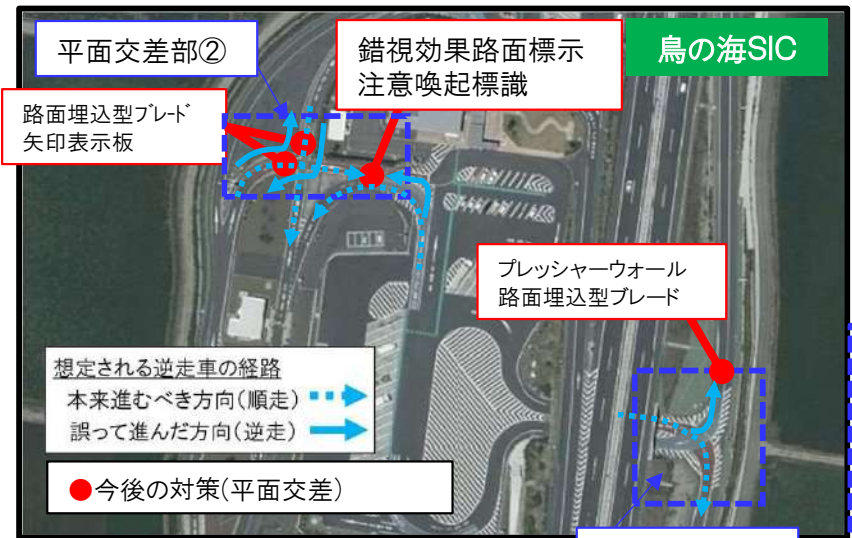 平面交差部②
錯視効果路面標示
注意喚起標識
鳥の海SIC
路面埋込型ﾌﾞﾚｰﾄﾞ
矢印表示板
プレッシャーウォール
路面埋込型ブレード
想定される逆走車の経路
本来進むべき方向(順走)
誤って進んだ方向(逆走)
●今後の対策(平面交差)